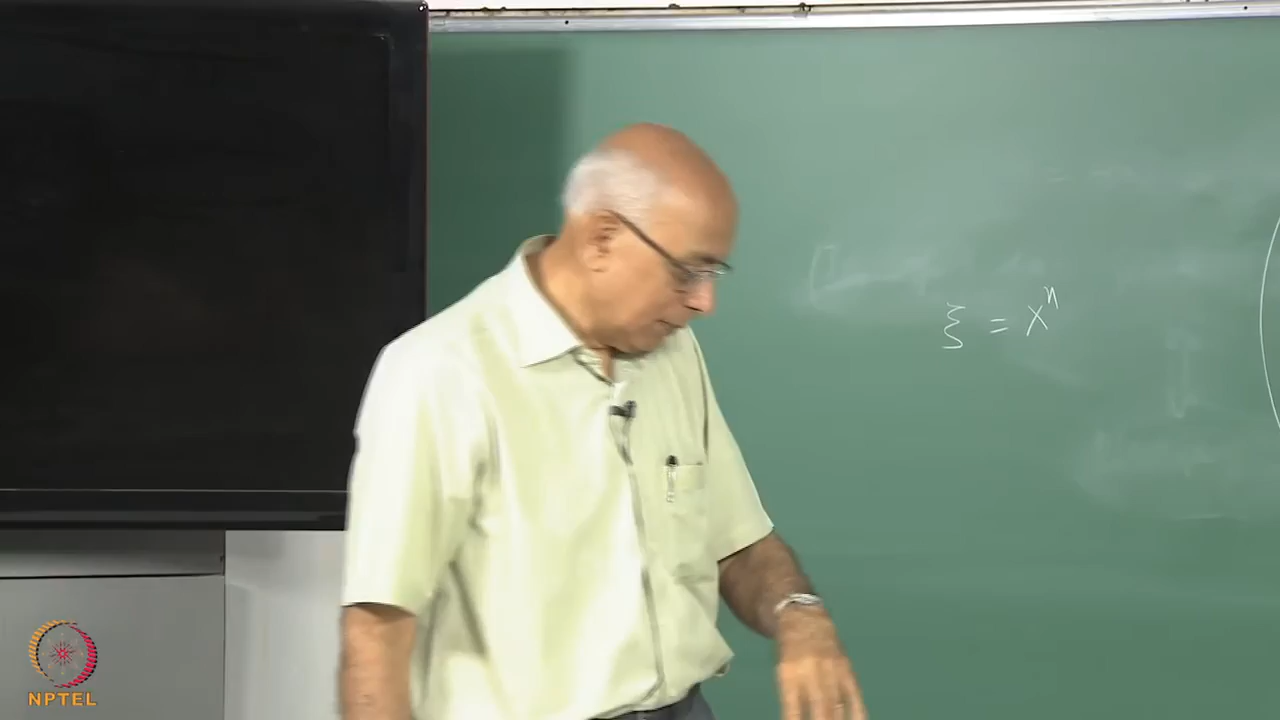 ξ = x^n
NPTEL